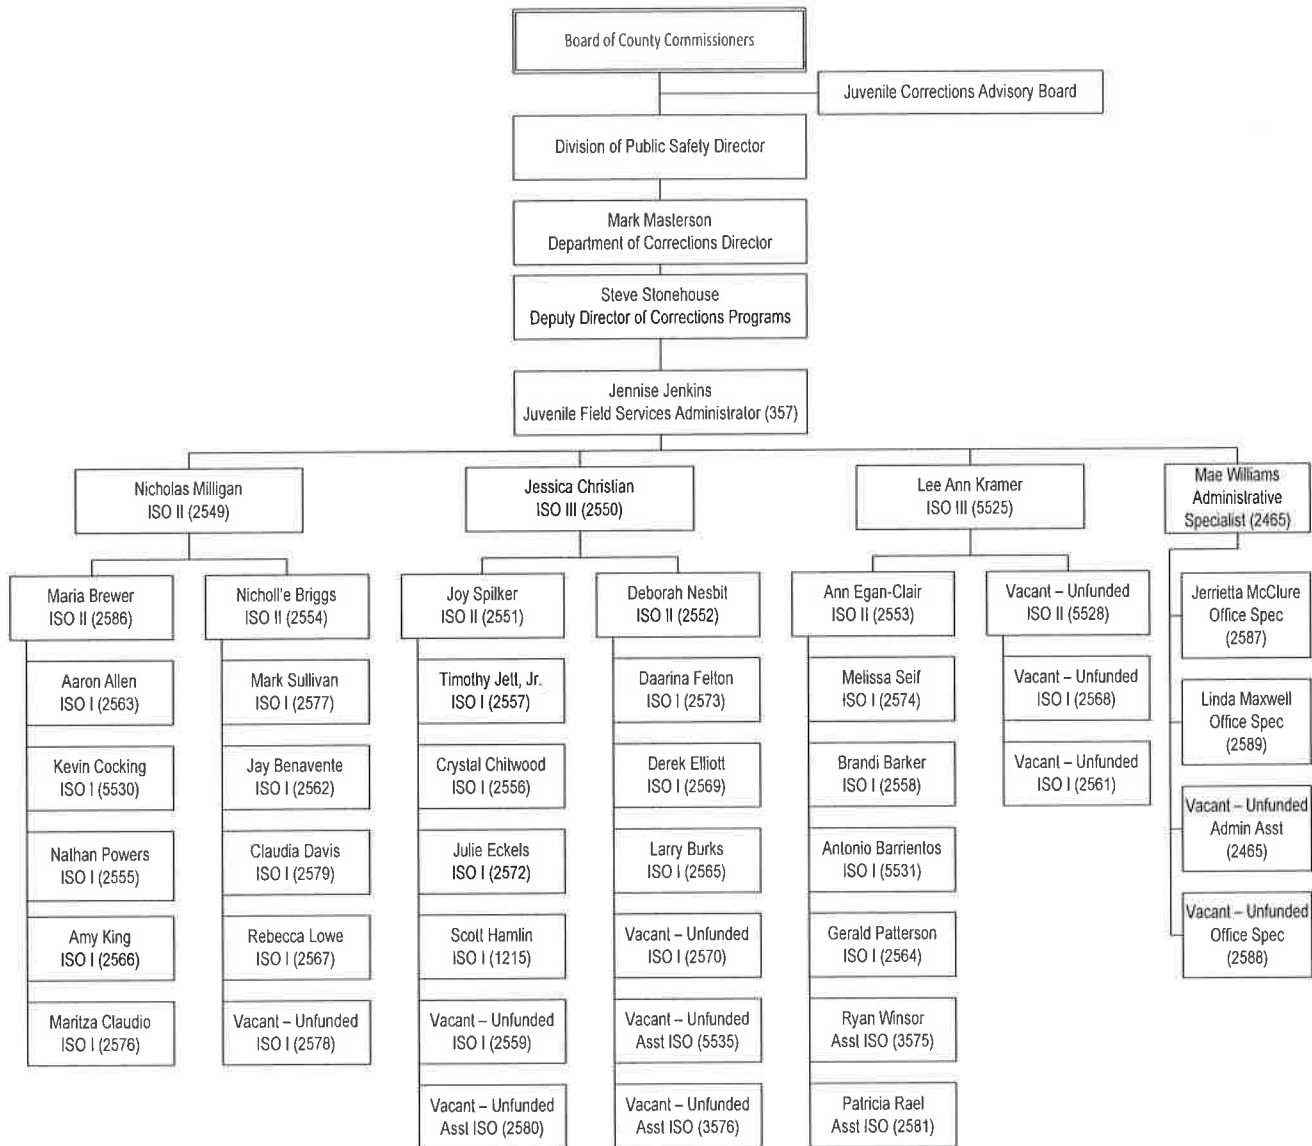 Board of County Commissioners
Juvenile Corrections Advisory Board
Division of Public Safety Director
Mark Masterson
Department of Corrections Director
Steve Stonehouse
Deputy Director of Corrections Programs
Jennise Jenkins
Juvenile Field Services Administrator (357)
Nicholas Milligan
ISO II (2549)
Jessica Christian
ISO III (2550)
Lee Ann Kramer
ISO III (5525)
Mae Williams
Administrative
Specialist (2465)
Maria Brewer
ISO II (2586)
Aaron Allen
ISO I (2563)
Kevin Cocking
ISO I (5530)
Nathan Powers
ISO I (2555)
Amy King
ISO I (2566)
Maritza Claudio
ISO I (2576)
Nicholl'e Briggs
ISO II (2554)
Mark Sullivan
ISO I (2577)
Jay Benavente
ISO I (2562)
Claudia Davis
ISO I (2579)
Rebecca Lowe
ISO I (2567)
Vacant – Unfunded
ISO I (2578)
Joy Spilker
ISO II (2551)
Timothy Jett, Jr.
ISO I (2557)
Crystal Chitwood
ISO I (2556)
Julie Eckels
ISO I (2572)
Scott Hamlin
ISO I (1215)
Vacant – Unfunded
ISO I (2559)
Vacant – Unfunded
Asst ISO (2580)
Deborah Nesbit
ISO II (2552)
Daarina Felton
ISO I (2573)
Derek Elliott
ISO I (2569)
Larry Burks
ISO I (2565)
Vacant – Unfunded
ISO I (2570)
Vacant – Unfunded
Asst ISO (5535)
Vacant – Unfunded
Asst ISO (3576)
Ann Egan-Clair
ISO II (2553)
Melissa Seif
ISO I (2574)
Brandi Barker
ISO I (2558)
Antonio Barrientos
ISO I (5531)
Gerald Patterson
ISO I (2564)
Ryan Winsor
Asst ISO (3575)
Patricia Rael
Asst ISO (2581)
Vacant – Unfunded
ISO II (5528)
Vacant – Unfunded
ISO I (2568)
Vacant – Unfunded
ISO I (2561)
Jerrietta McClure
Office Spec
(2587)
Linda Maxwell
Office Spec
(2589)
Vacant – Unfunded
Admin Asst
(2465)
Vacant – Unfunded
Office Spec
(2588)